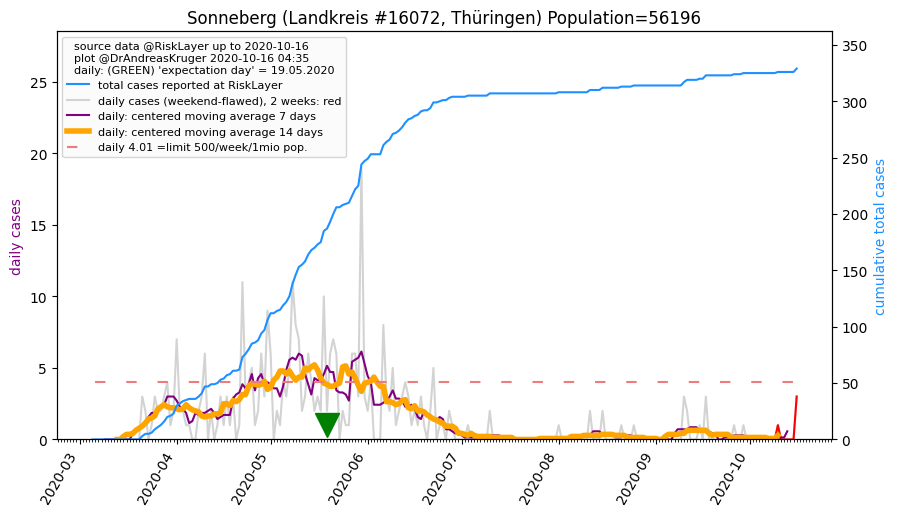 Sonneberg (Landkreis #16072, Thüringen) Population=56196
source data @RiskLayer up to 2020-10-16
plot @DrAndreasKruger 2020-10-16 04:35
daily: (GREEN) 'expectation day' = 19.05.2020
total cases reported at RiskLayer
daily cases (weekend-flawed), 2 weeks: red
daily: centered moving average 7 days
daily: centered moving average 14 days
daily 4.01 =limit 500/week/1mio pop.
daily cases
25
20
15
10
5
0
cumulative total cases
350
300
250
200
150
100
50
0
2020-03
2020-04
2020-05
2020-06
2020-07
2020-08
2020-09
2020-10